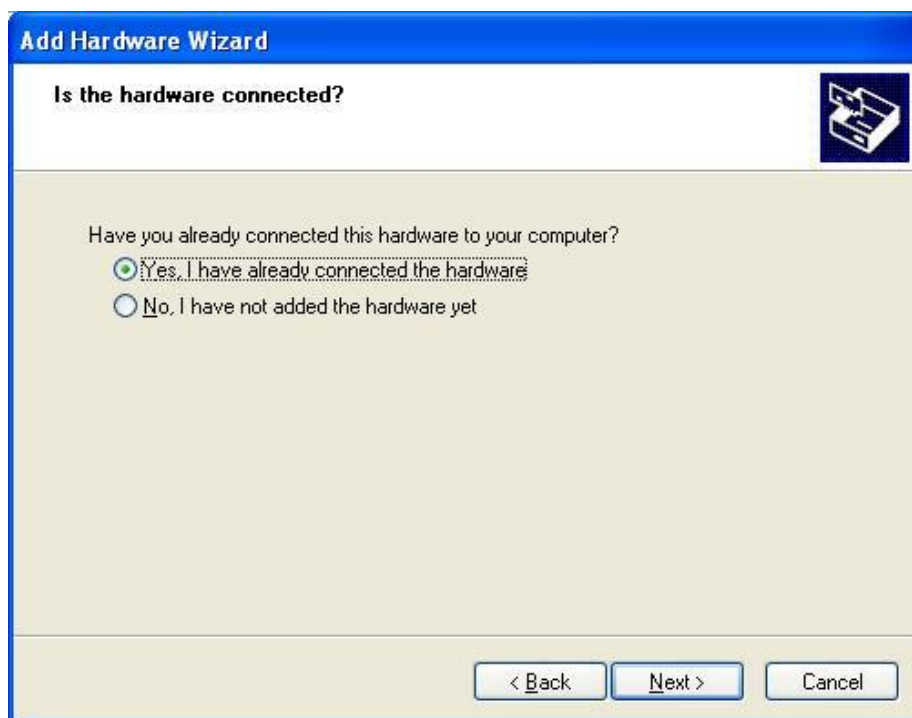 Add Hardware Wizard
Is the hardware connected?
Have you already connected this hardware to your computer?
Yes, I have already connected the hardware
No, I have not added the hardware yet
< Back Next > Cancel